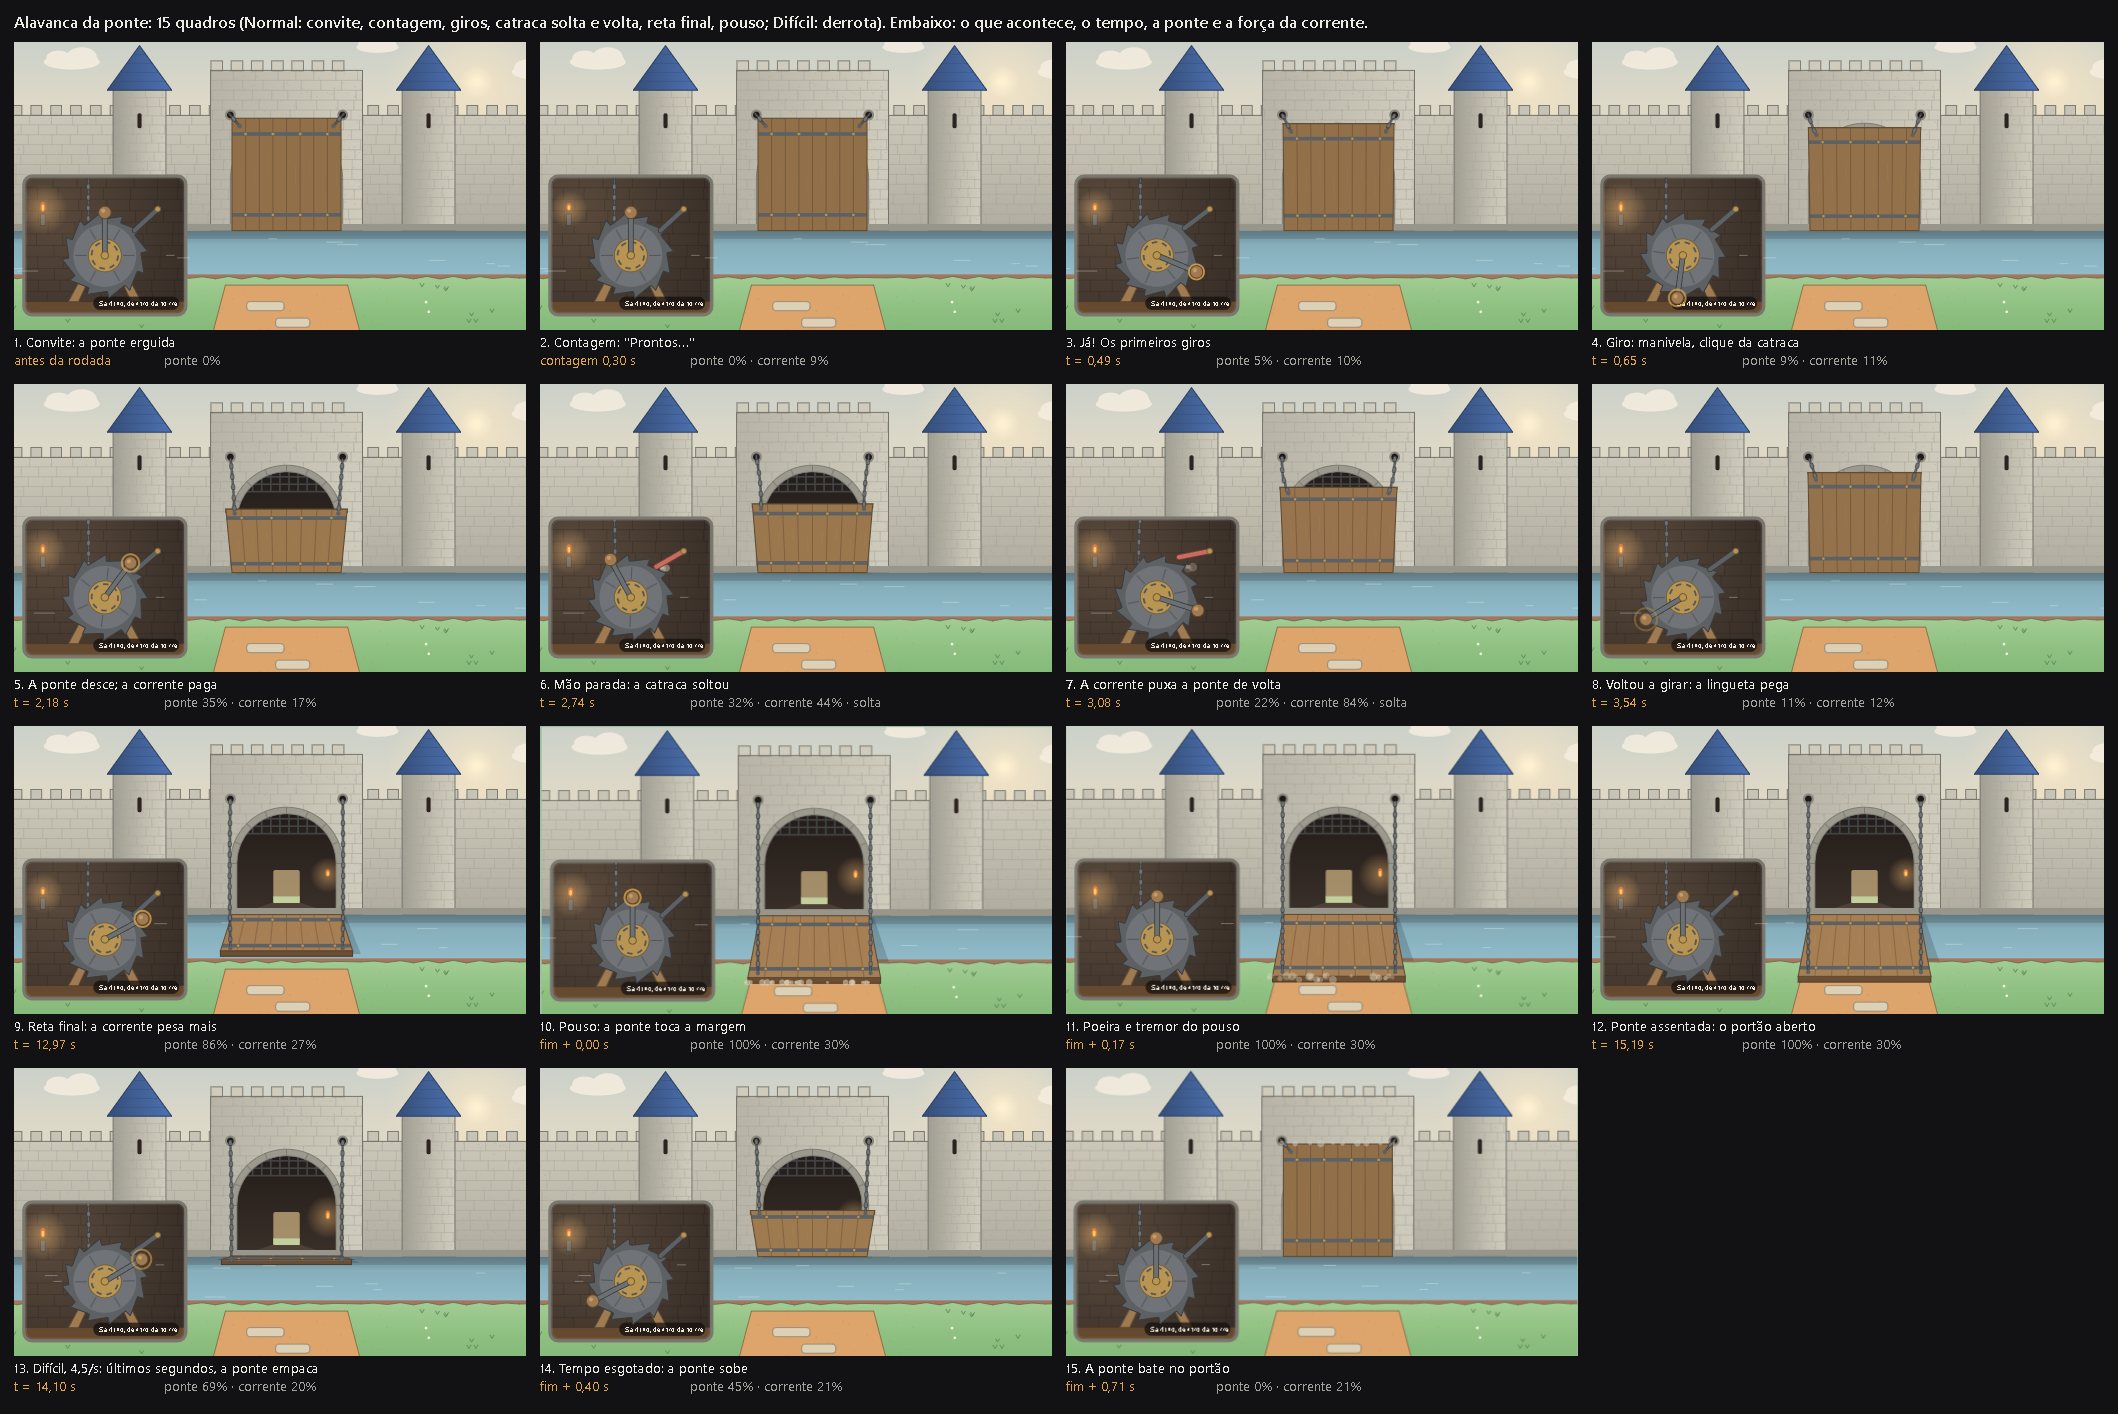 Alavanca da ponte: 15 quadros (Normal: convite, contagem, giros, catraca solta e volta, reta final, pouso; Difícil: derrota). Embaixo: o que acontece, o tempo, a ponte e a força da corrente.
1. Convite: a ponte erguida
antes da rodada ponte 0%
2. Contagem: "Prontos..."
contagem 0,30 s ponte 0% · corrente 9%
3. Já! Os primeiros giros
t = 0,49 s ponte 5% · corrente 10%
4. Giro: manivela, clique da catraca
t = 0,65 s ponte 9% · corrente 11%
5. A ponte desce; a corrente paga
t = 2,18 s ponte 35% · corrente 17%
6. Mão parada: a catraca soltou
t = 2,74 s ponte 32% · corrente 44% · solta
7. A corrente puxa a ponte de volta
t = 3,08 s ponte 22% · corrente 84% · solta
8. Voltou a girar: a lingueta pega
t = 3,54 s ponte 11% · corrente 12%
9. Reta final: a corrente pesa mais
t = 12,97 s ponte 86% · corrente 27%
10. Pouso: a ponte toca a margem
fim + 0,00 s ponte 100% · corrente 30%
11. Poeira e tremor do pouso
fim + 0,17 s ponte 100% · corrente 30%
12. Ponte assentada: o portão aberto
t = 15,19 s ponte 100% · corrente 30%
13. Difícil, 4,5/s: últimos segundos, a ponte empaca
t = 14,10 s ponte 69% · corrente 20%
14. Tempo esgotado: a ponte sobe
fim + 0,40 s ponte 45% · corrente 21%
15. A ponte bate no portão
fim + 0,71 s ponte 0% · corrente 21%